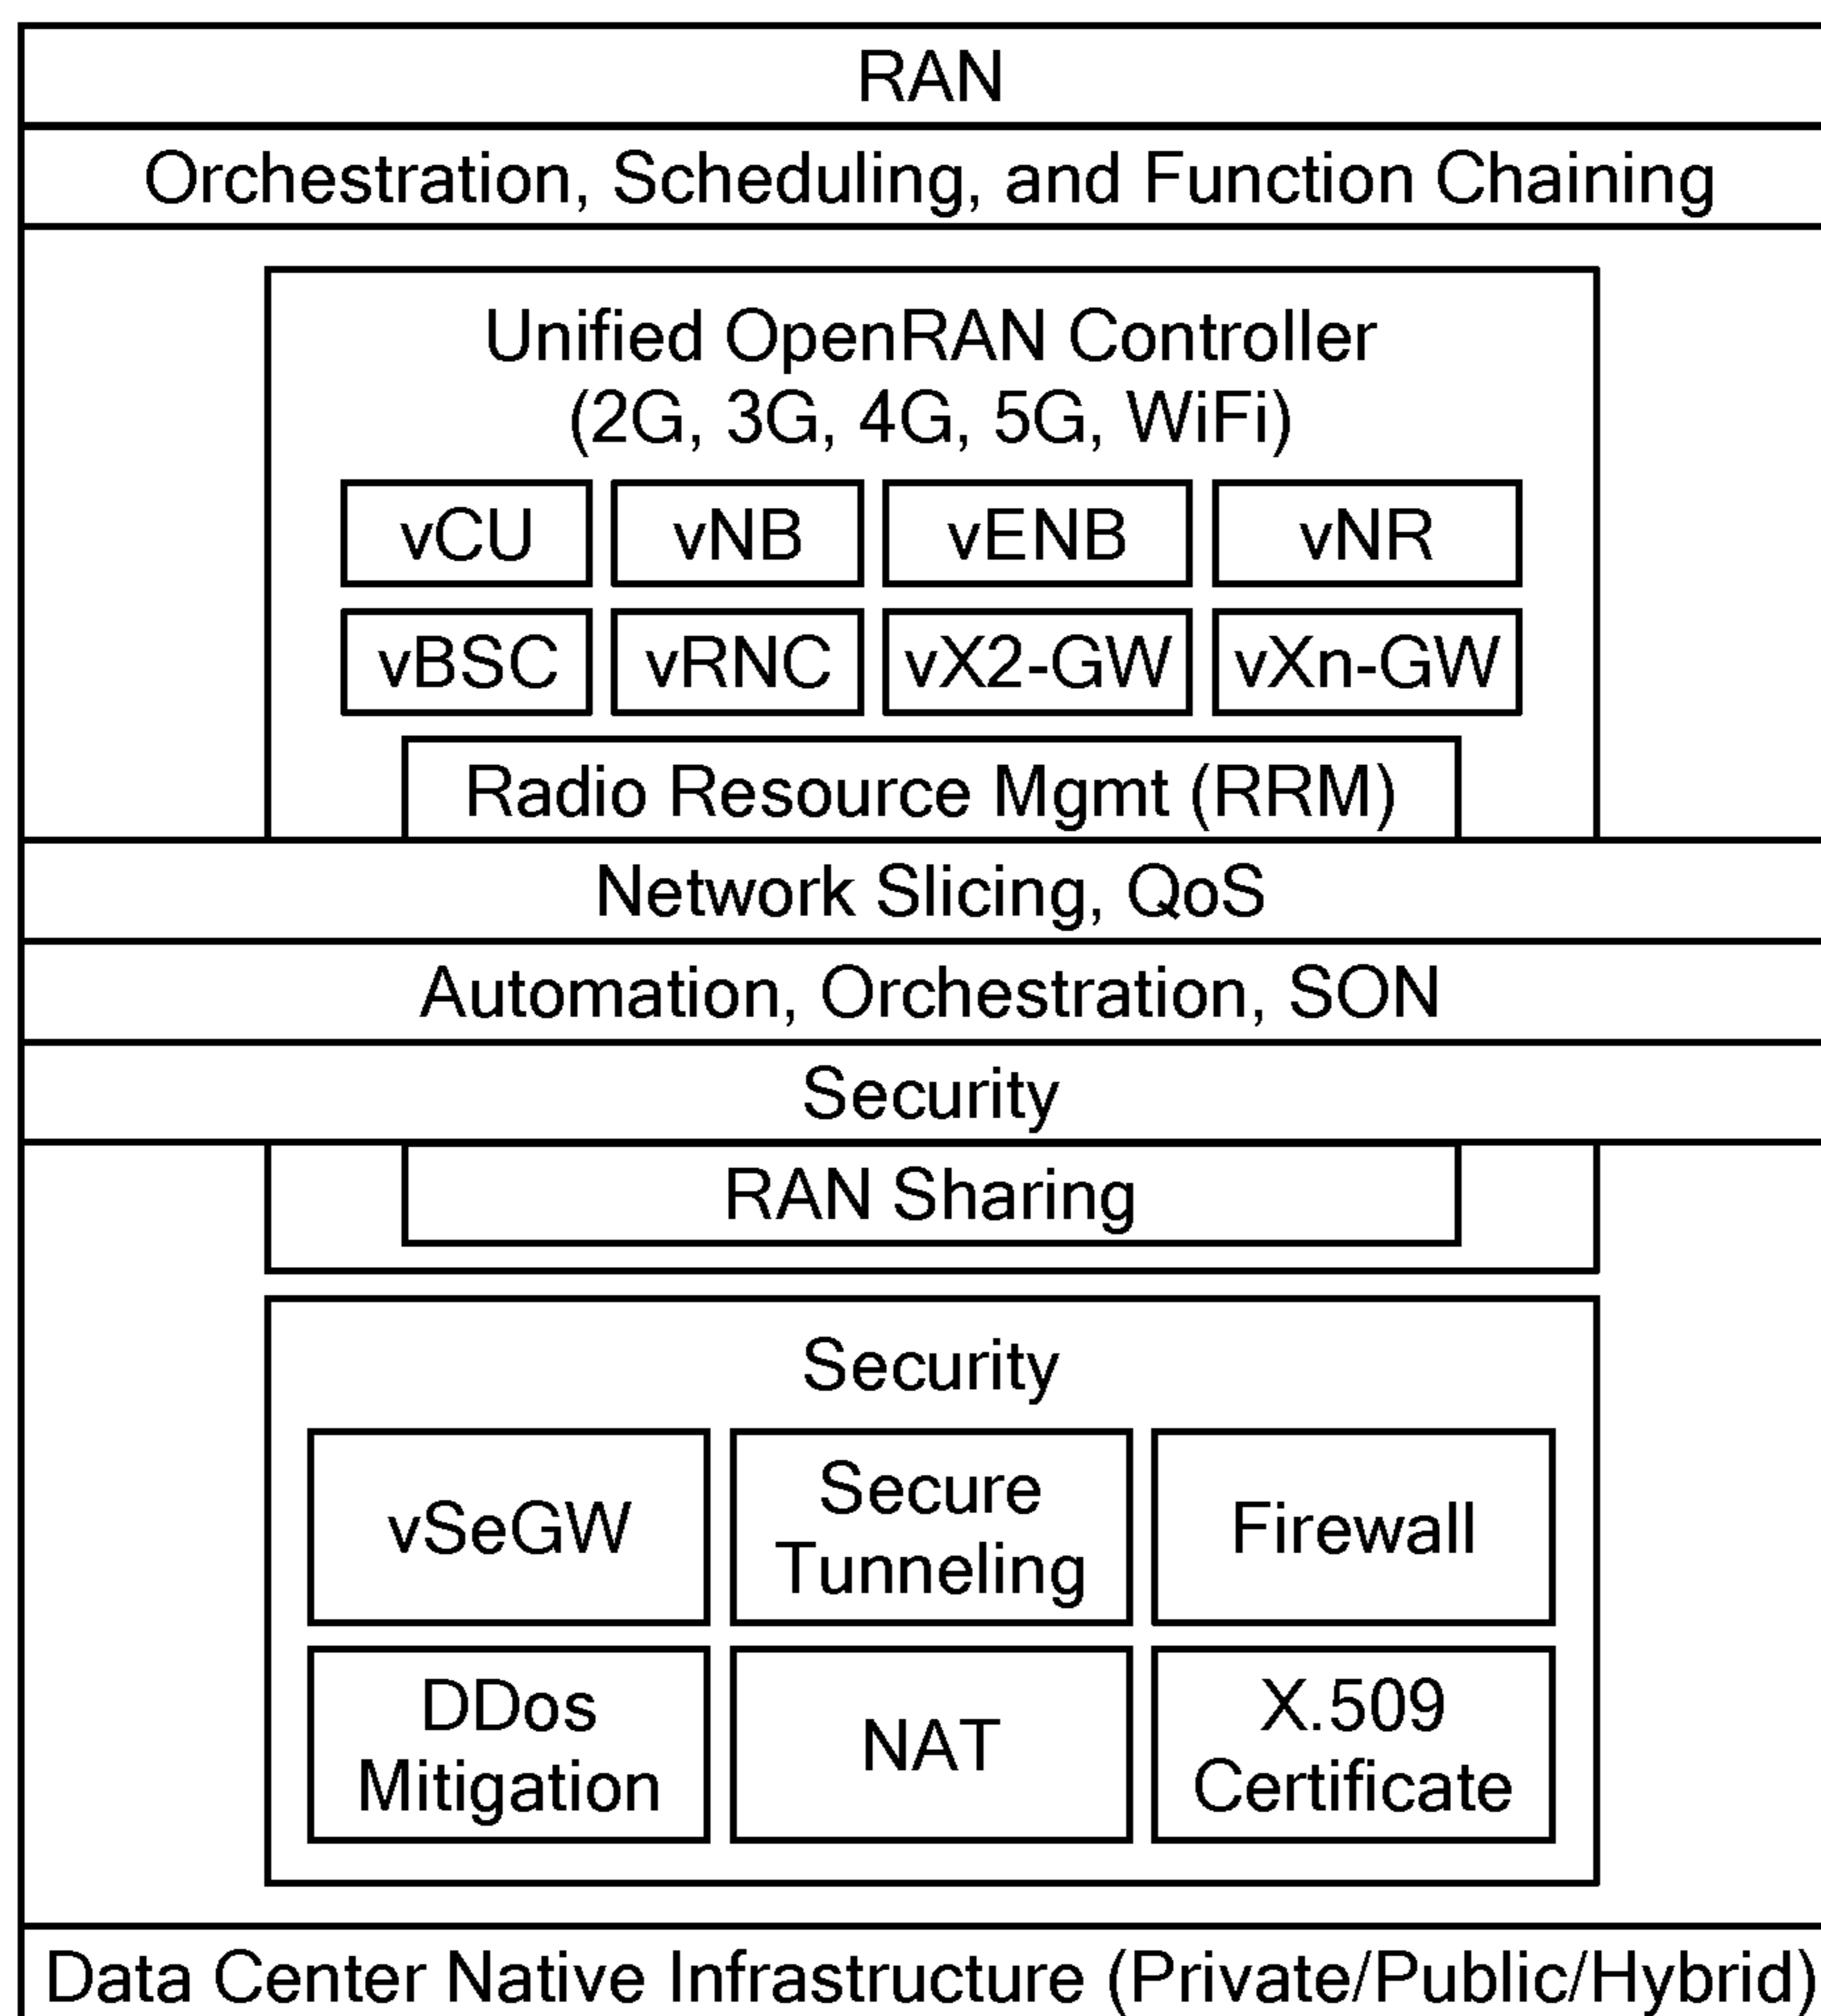 RAN
Orchestration, Scheduling, and Function Chaining
Unified OpenRAN Controller
(2G, 3G, 4G, 5G, WiFi)
vCU vNB vENB vNR
vBSC vRNC vX2-GW vXn-GW
Radio Resource Mgmt (RRM)
Network Slicing, QoS
Automation, Orchestration, SON
Security
RAN Sharing
Security
vSeGW
Secure
Tunneling
Firewall
DDos
Mitigation
NAT
X.509
Certificate
Data Center Native Infrastructure (Private/Public/Hybrid)